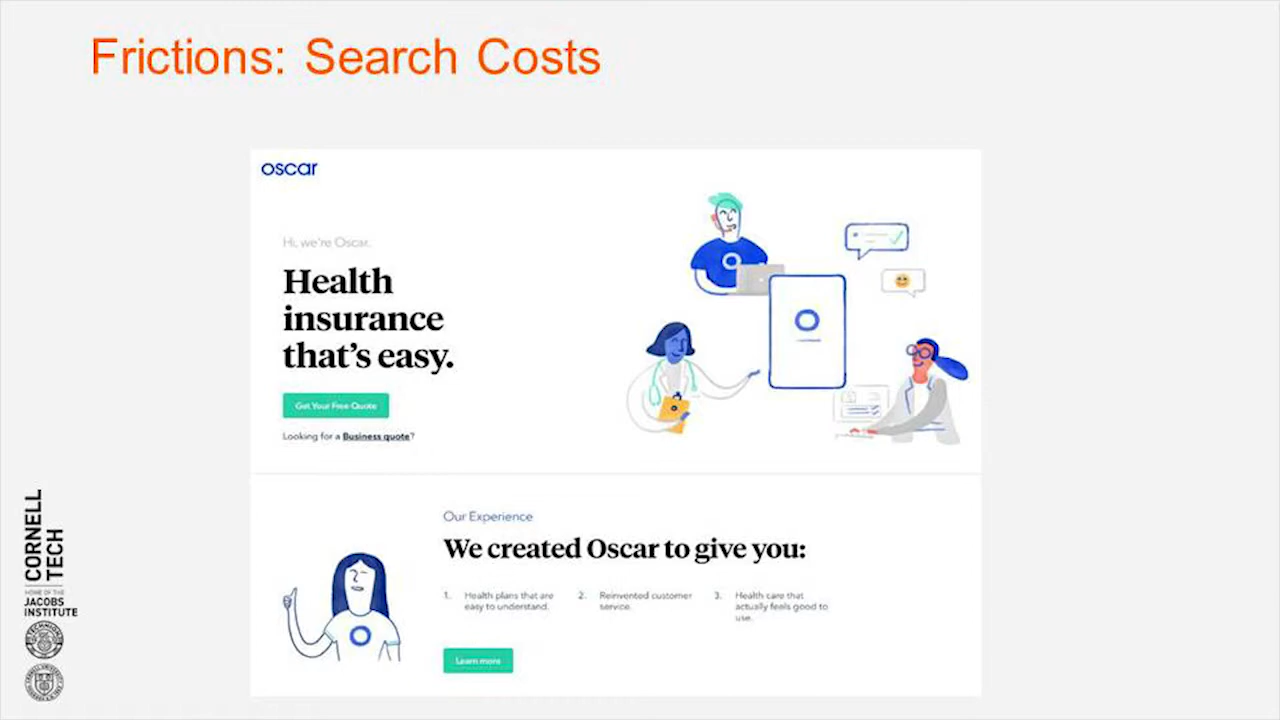 Frictions: Search Costs
oscar
Hi, we're Oscar.
Health
insurance
that's easy.
Get Your Free Quote
Looking for a Business quote?
Our Experience
We created Oscar to give you:
1. Health plans that are
easy to understand.
2. Reinvented customer
service.
3. Health care that
actually feels good to
use.
Learn more
CORNELL
TECH
HOME OF THE
JACOBS
INSTITUTE